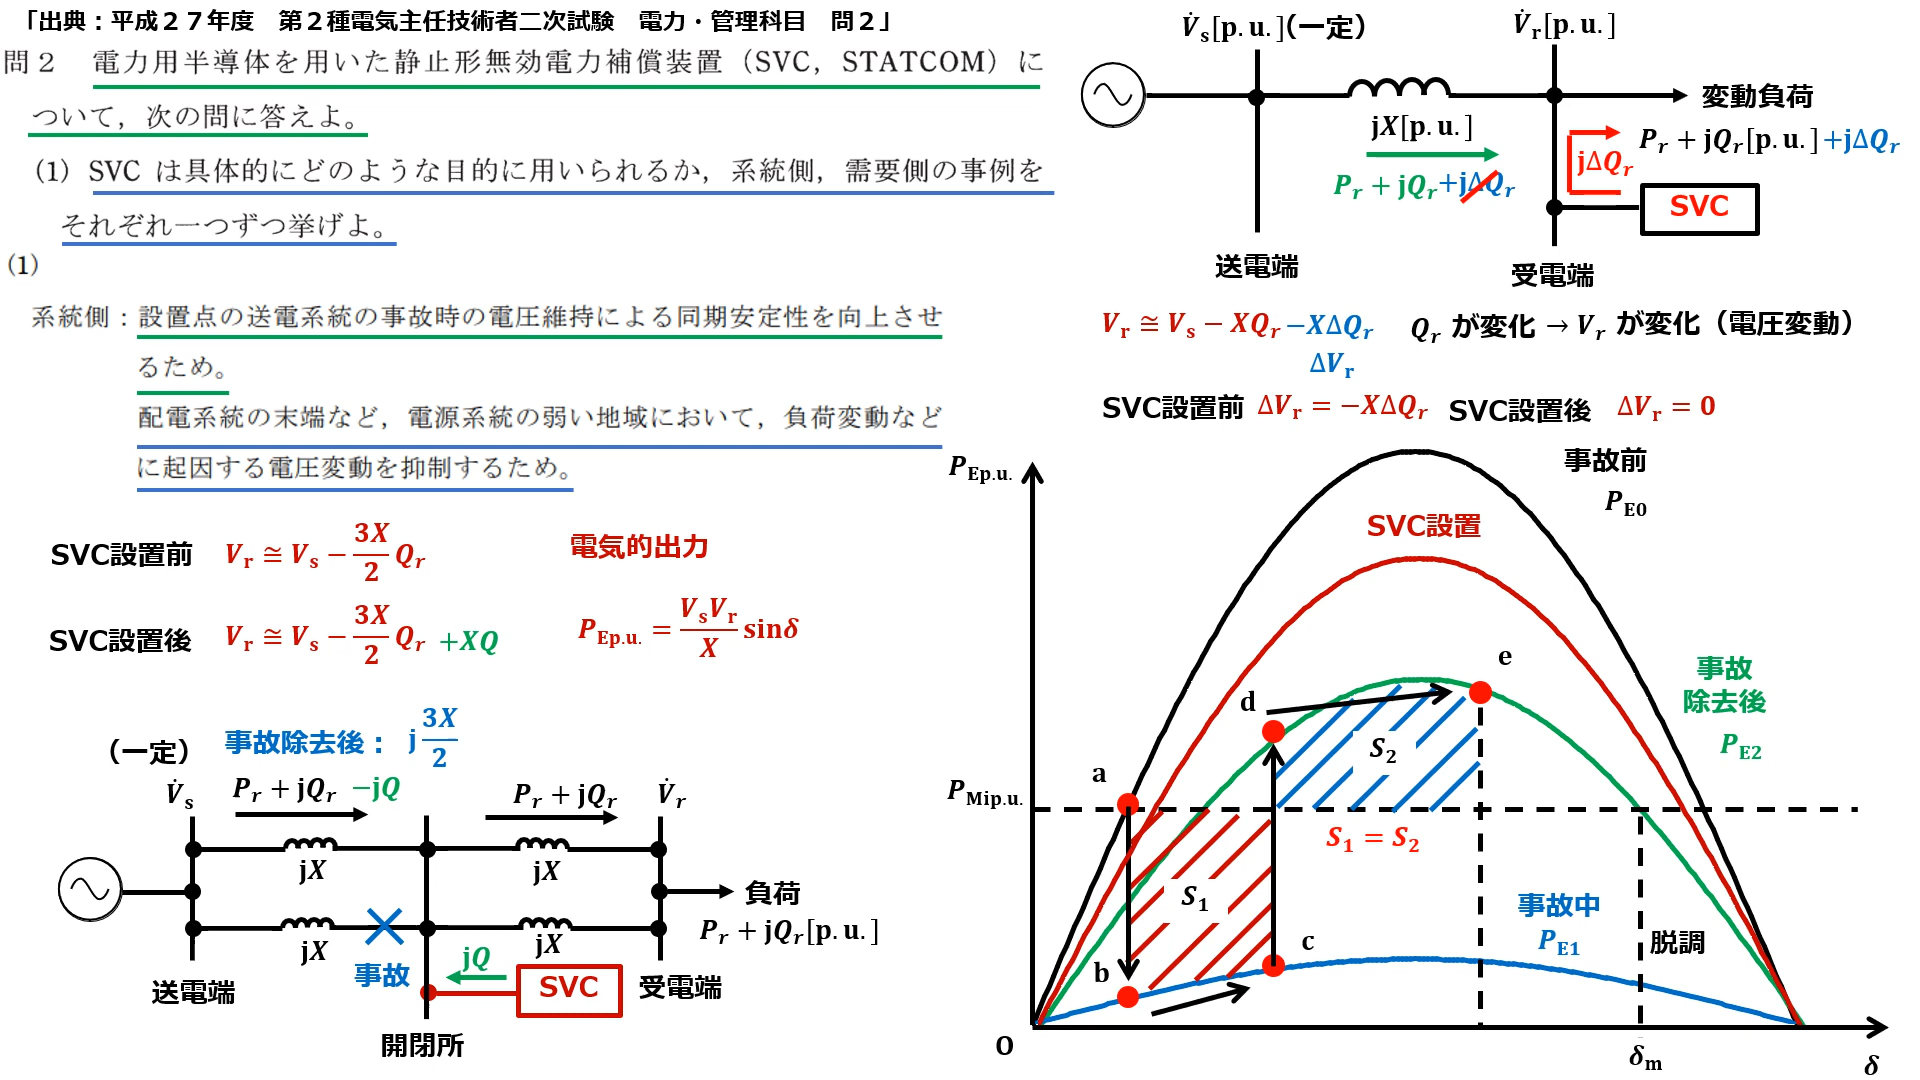 「出典：平成２７年度　第２種電気主任技術者二次試験　電力・管理科目　問２」
問２　電力用半導体を用いた静止形無効電力補償装置（SVC，STATCOM）に
ついて，次の問に答えよ。
(1) SVC は具体的にどのような目的に用いられるか，系統側，需要側の事例を
それぞれ一つずつ挙げよ。
(1)
系統側：設置点の送電系統の事故時の電圧維持による同期安定性を向上させ
るため。
配電系統の末端など，電源系統の弱い地域において，負荷変動など
に起因する電圧変動を抑制するため。
SVC設置前 Vr ≅ Vs − 3X/2 Qr
電気的出力
SVC設置後 Vr ≅ Vs − 3X/2 Qr +XQ
PEp.u. = VsVr/X sinδ
（一定）
事故除去後： j 3X/2
V̇s
Pr + jQr −jQ
Pr + jQr
V̇r
jX
jX
jX
jX
負荷
Pr + jQr[p.u.]
事故
jQ
SVC
送電端
開閉所
受電端
V̇s[p.u.](一定)
V̇r[p.u.]
変動負荷
jX[p.u.]
Pr + jQr[p.u.]+jΔQr
jΔQr
Pr + jQr+jΔQr
SVC
送電端
受電端
Vr ≅ Vs − XQr −XΔQr
Qr が変化 → Vr が変化（電圧変動）
ΔVr
SVC設置前 ΔVr = −XΔQr
SVC設置後 ΔVr = 0
PEp.u.
事故前
PE0
SVC設置
事故
除去後
PE2
e
d
S2
a
PMip.u.
S1 = S2
S1
c
b
事故中
PE1
脱調
O
δm
δ